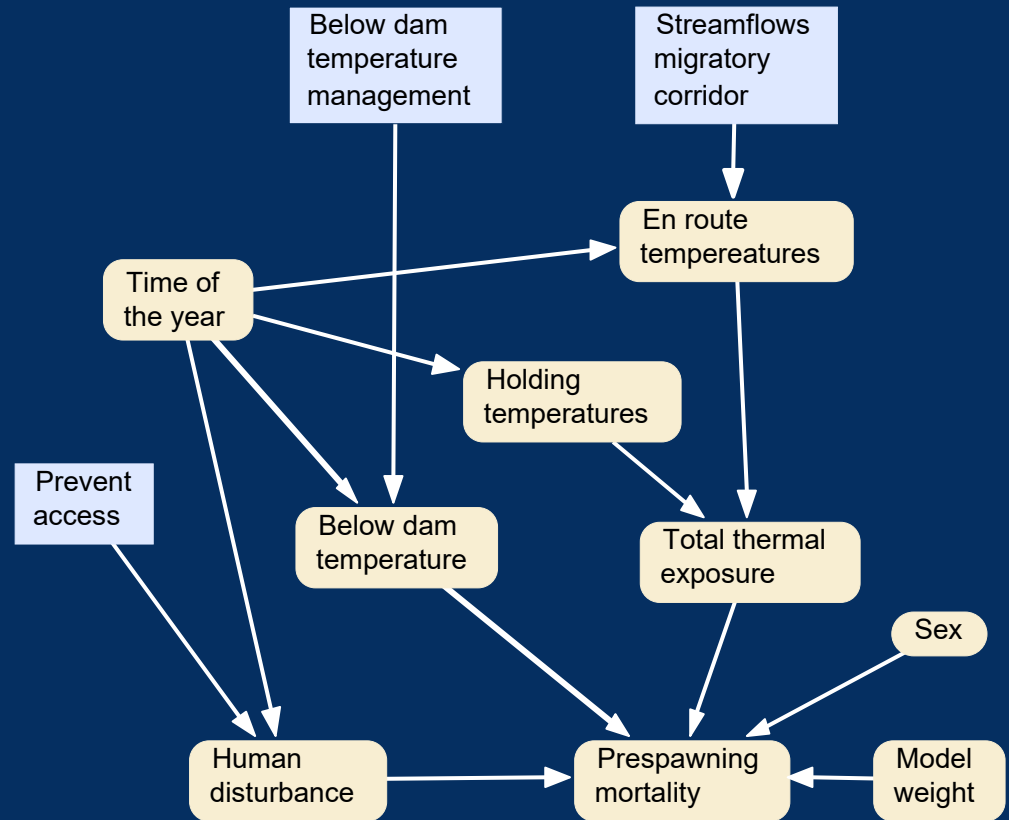 Below dam
temperature
management
Streamflows
migratory
corridor
En route
tempereatures
Time of
the year
Holding
temperatures
Prevent
access
Below dam
temperature
Total thermal
exposure
Sex
Human
disturbance
Prespawning
mortality
Model
weight